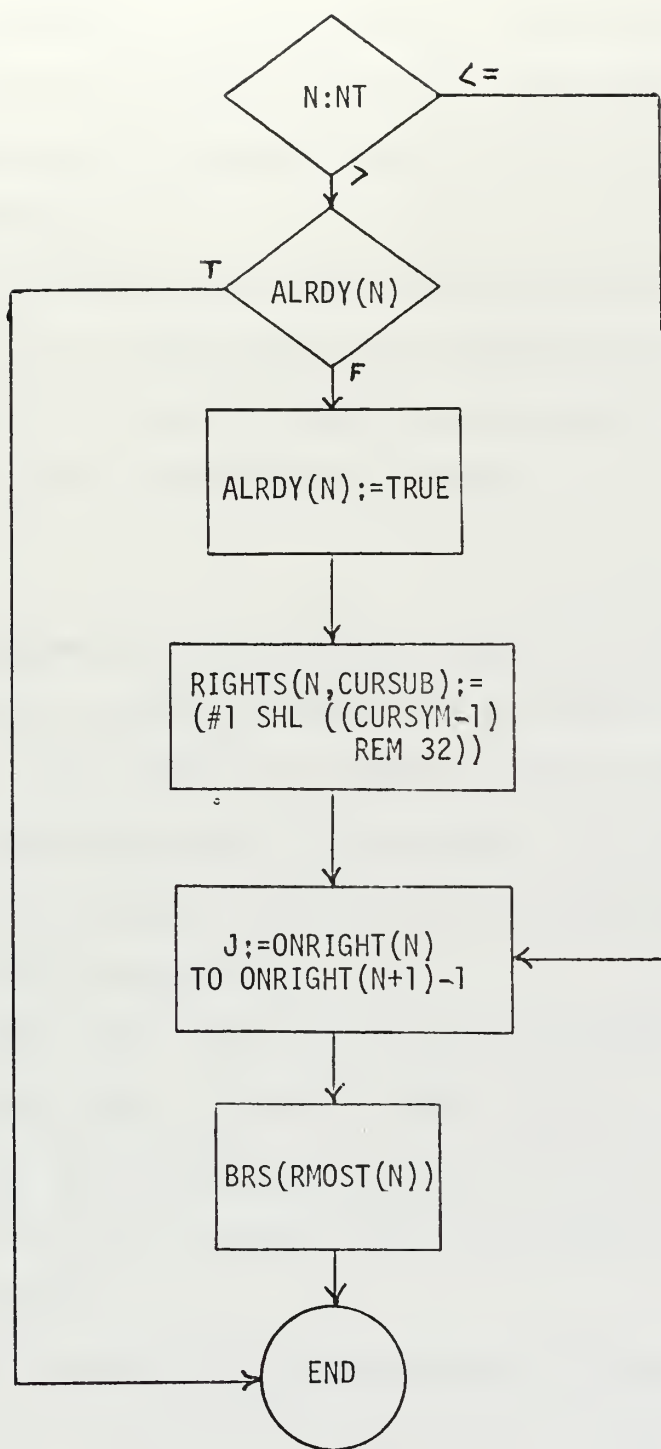 N:NT
<=
>
T
ALRDY(N)
F
ALRDY(N):=TRUE
RIGHTS(N,CURSUB):=
(#1 SHL ((CURSYM-1)
REM 32))
J:=ONRIGHT(N)
TO ONRIGHT(N+1)-1
BRS(RMOST(N))
END